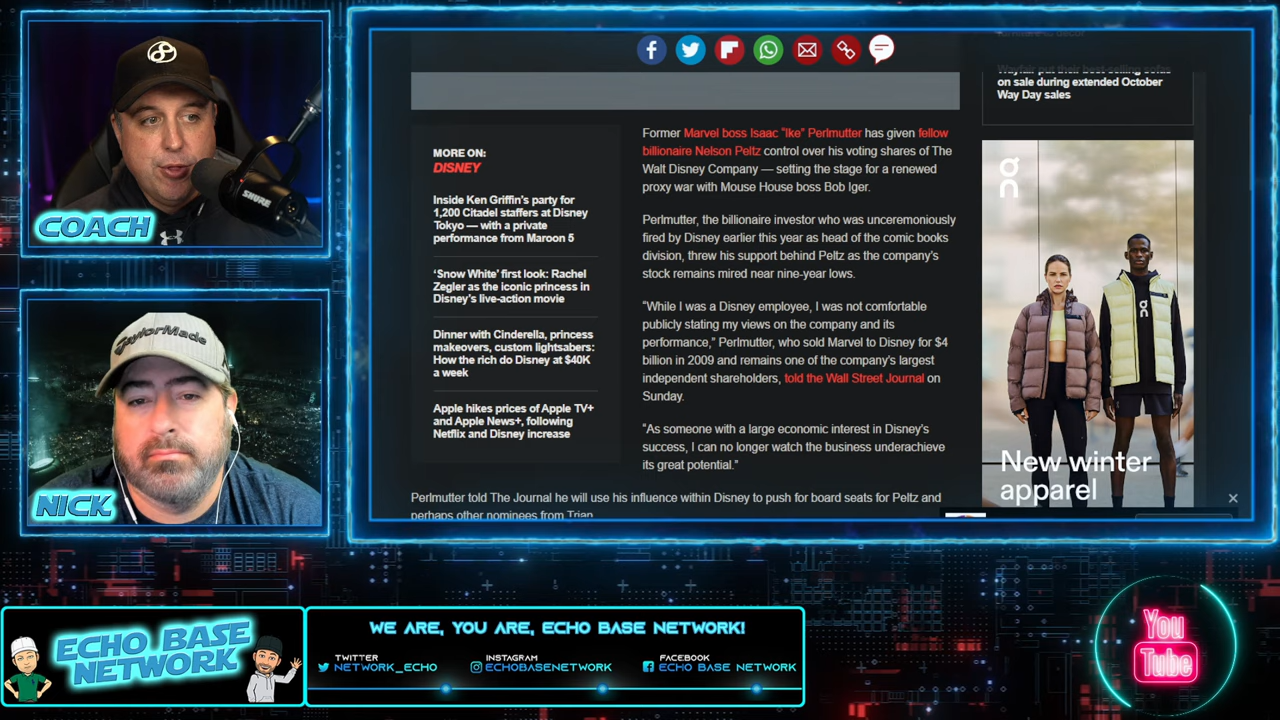 SHURE
COACH
TaylorMade
NICK
MORE ON:
DISNEY
Inside Ken Griffin's party for
1,200 Citadel staffers at Disney
Tokyo — with a private
performance from Maroon 5
‘Snow White’ first look: Rachel
Zegler as the iconic princess in
Disney's live-action movie
Dinner with Cinderella, princess
makeovers, custom lightsabers:
How the rich do Disney at $40K
a week
Apple hikes prices of Apple TV+
and Apple News+, following
Netflix and Disney increase
Former Marvel boss Isaac “Ike” Perlmutter has given fellow
billionaire Nelson Peltz control over his voting shares of The
Walt Disney Company — setting the stage for a renewed
proxy war with Mouse House boss Bob Iger.
Perlmutter, the billionaire investor who was unceremoniously
fired by Disney earlier this year as head of the comic books
division, threw his support behind Peltz as the company's
stock remains mired near nine-year lows.
“While I was a Disney employee, I was not comfortable
publicly stating my views on the company and its
performance,” Perlmutter, who sold Marvel to Disney for $4
billion in 2009 and remains one of the company's largest
independent shareholders, told the Wall Street Journal on
Sunday.
“As someone with a large economic interest in Disney's
success, I can no longer watch the business underachieve
its great potential.”
Perlmutter told The Journal he will use his influence within Disney to push for board seats for Peltz and
perhaps other nominees from Trian
Wayfair put their best-selling sofas
on sale during extended October
Way Day sales
New winter
apparel
ECHO BASE
NETWORK
WE ARE, YOU ARE, ECHO BASE NETWORK!
TWITTER
NETWORK_ECHO
INSTAGRAM
ECHOBASENETWORK
FACEBOOK
ECHO BASE NETWORK
You
Tube